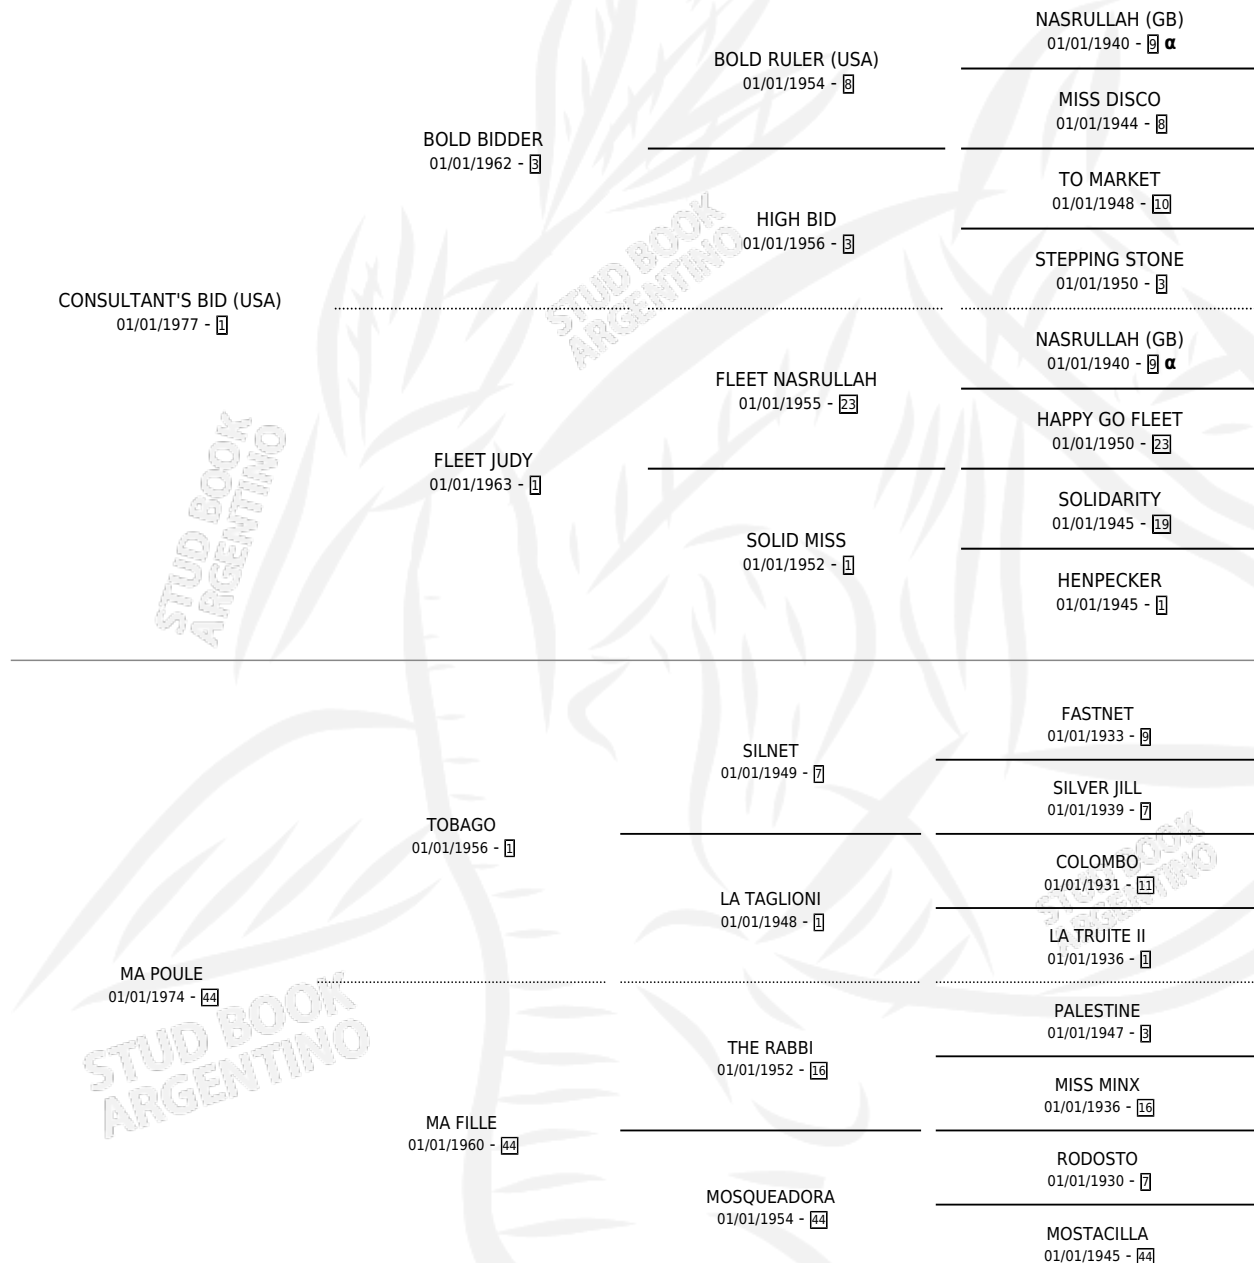 NASRULLAH (GB)
01/01/1940 - 9 α
BOLD RULER (USA)
01/01/1954 - 8
MISS DISCO
01/01/1944 - 8
BOLD BIDDER
01/01/1962 - 3
TO MARKET
01/01/1948 - 10
HIGH BID
01/01/1956 - 3
STEPPING STONE
01/01/1950 - 3
CONSULTANT'S BID (USA)
01/01/1977 - 1
NASRULLAH (GB)
01/01/1940 - 9 α
FLEET NASRULLAH
01/01/1955 - 23
HAPPY GO FLEET
01/01/1950 - 23
FLEET JUDY
01/01/1963 - 1
SOLIDARITY
01/01/1945 - 19
SOLID MISS
01/01/1952 - 1
HENPECKER
01/01/1945 - 1
FASTNET
01/01/1933 - 9
SILNET
01/01/1949 - 7
SILVER JILL
01/01/1939 - 7
TOBAGO
01/01/1956 - 1
COLOMBO
01/01/1931 - 11
LA TAGLIONI
01/01/1948 - 1
LA TRUITE II
01/01/1936 - 1
MA POULE
01/01/1974 - 44
PALESTINE
01/01/1947 - 3
THE RABBI
01/01/1952 - 16
MISS MINX
01/01/1936 - 16
MA FILLE
01/01/1960 - 44
RODOSTO
01/01/1930 - 7
MOSQUEADORA
01/01/1954 - 44
MOSTACILLA
01/01/1945 - 44
STUD BOOK
ARGENTINO
STUD BOOK
ARGENTINO
STUD BOOK
ARGENTINO
STUD BOOK
ARGENTINO